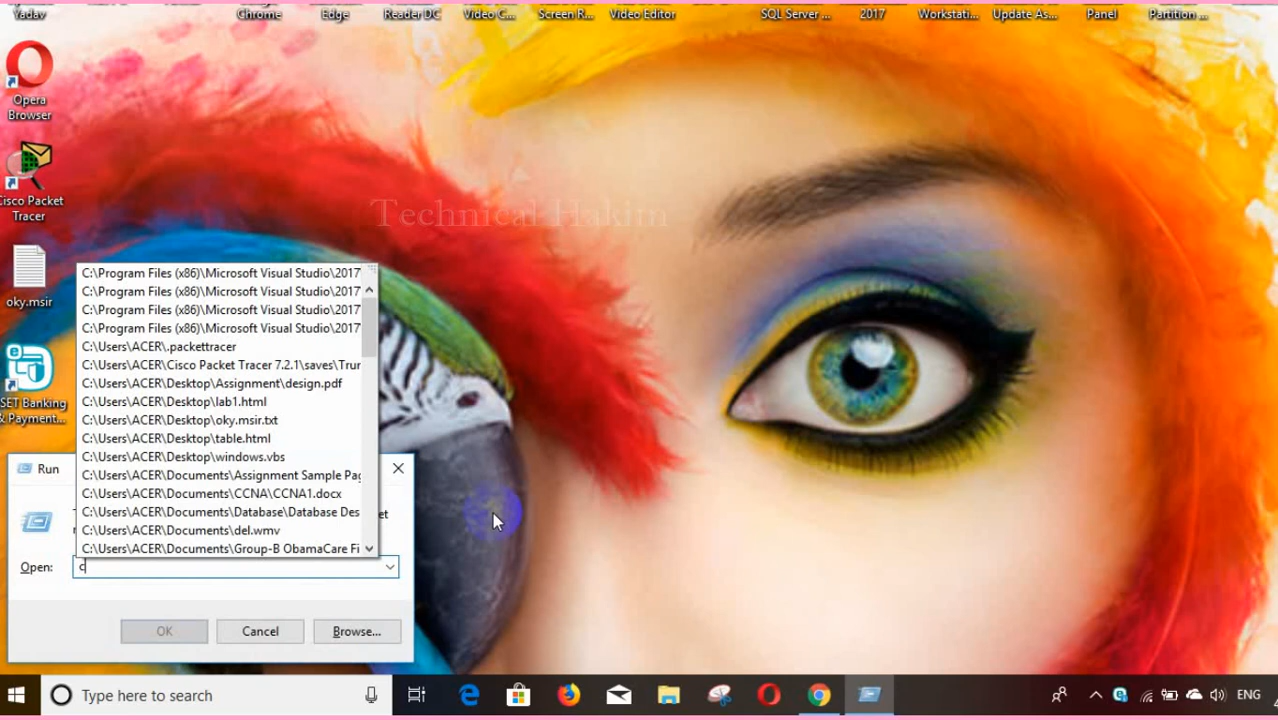 Yadav
Chrome
Edge
Reader DC
Video C...
Screen R...
Video Editor
SQL Server ...
2017
Workstati...
Update As...
Panel
Partition ...
Opera
Browser
Cisco Packet
Tracer
oky.msir
SET Banking
& Payment...
Technical Hakiin
C:\Program Files (x86)\Microsoft Visual Studio\2017
C:\Program Files (x86)\Microsoft Visual Studio\2017
C:\Program Files (x86)\Microsoft Visual Studio\2017
C:\Program Files (x86)\Microsoft Visual Studio\2017
C:\Users\ACER\.packettracer
C:\Users\ACER\Cisco Packet Tracer 7.2.1\saves\Trur
C:\Users\ACER\Desktop\Assignment\design.pdf
C:\Users\ACER\Desktop\lab1.html
C:\Users\ACER\Desktop\oky.msir.txt
C:\Users\ACER\Desktop\table.html
C:\Users\ACER\Desktop\windows.vbs
C:\Users\ACER\Documents\Assignment Sample Pag
C:\Users\ACER\Documents\CCNA\CCNA1.docx
C:\Users\ACER\Documents\Database\Database Des
C:\Users\ACER\Documents\del.wmv
C:\Users\ACER\Documents\Group-B ObamaCare Fi
Run
et
Open: c
OK Cancel Browse...
Type here to search
ENG